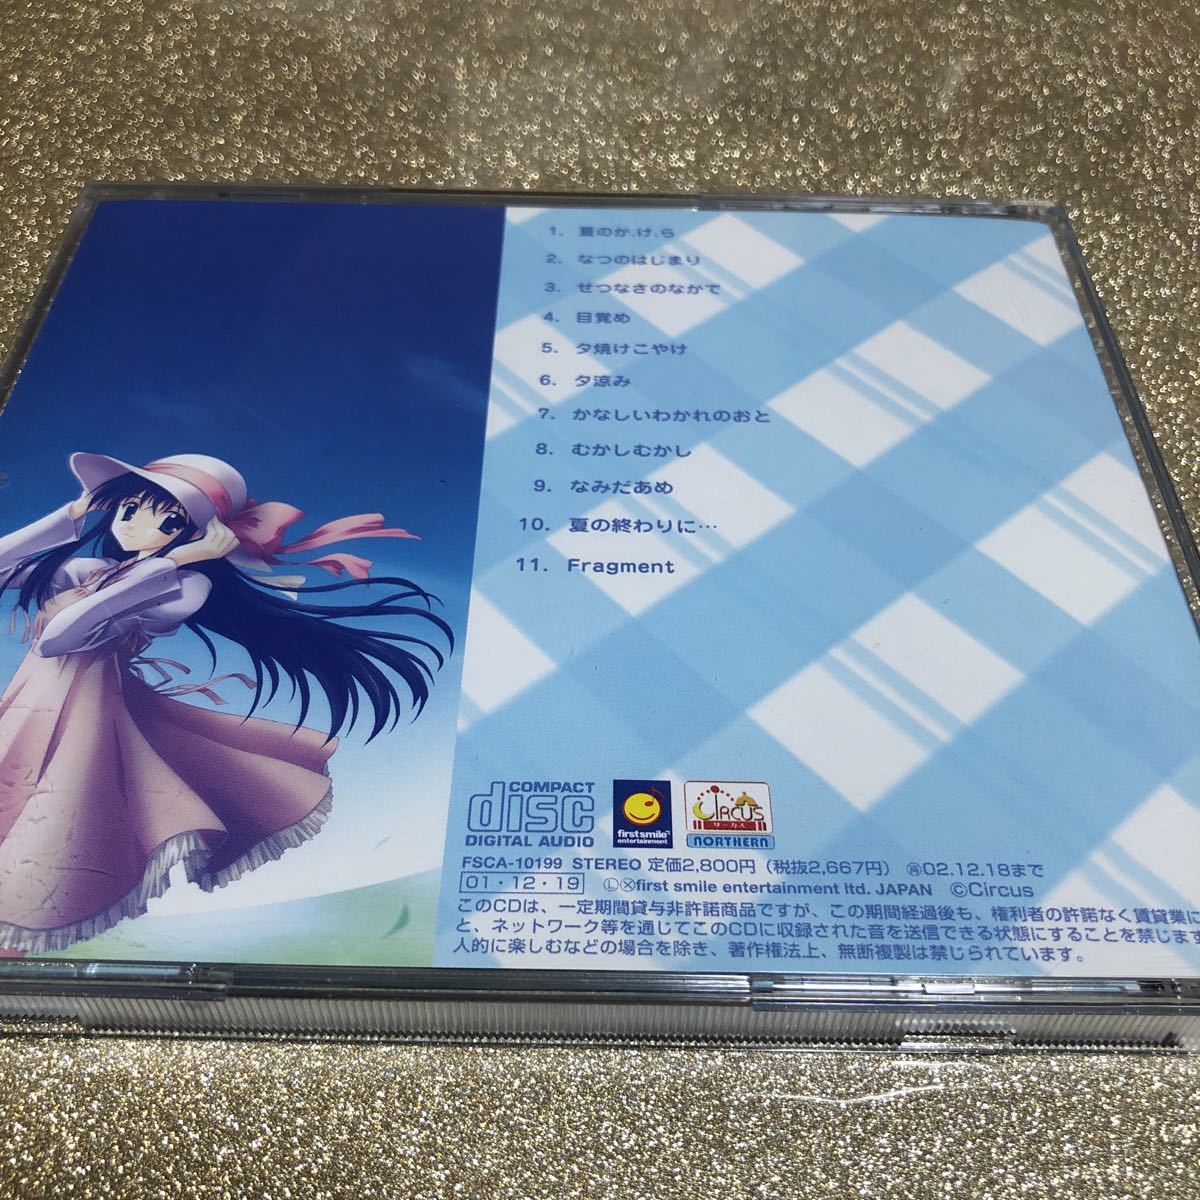 1. 夏のか.け.ら
2. なつのはじまり
3. せつなさのなかで
4. 目覚め
5. 夕焼けこやけ
6. 夕涼み
7. かなしいわかれのおと
8. むかしむかし
9. なみだあめ
10. 夏の終わりに…
11. Fragment
COMPACT
disc
DIGITAL AUDIO
first smile
entertainment
CIRCUS
サーカス
NORTHERN
FSCA-10199 STEREO 定価2,800円 (税抜2,667円) 再02.12.18まで
01・12・19 ⓁⓍfirst smile entertainment ltd. JAPAN ©Circus
このCDは、一定期間貸与非許諾商品ですが、この期間経過後も、権利者の許諾なく賃貸業に
と、ネットワーク等を通じてこのCDに収録された音を送信できる状態にすることを禁じます
人的に楽しむなどの場合を除き、著作権法上、無断複製は禁じられています。